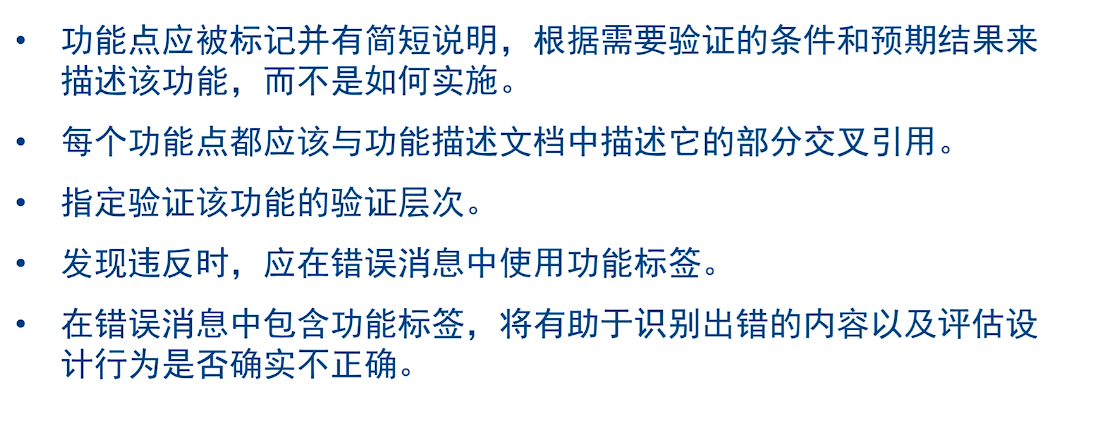 • 功能点应被标记并有简短说明，根据需要验证的条件和预期结果来
描述该功能，而不是如何实施。
• 每个功能点都应该与功能描述文档中描述它的部分交叉引用。
• 指定验证该功能的验证层次。
• 发现违反时，应在错误消息中使用功能标签。
• 在错误消息中包含功能标签，将有助于识别出错的内容以及评估设
计行为是否确实不正确。